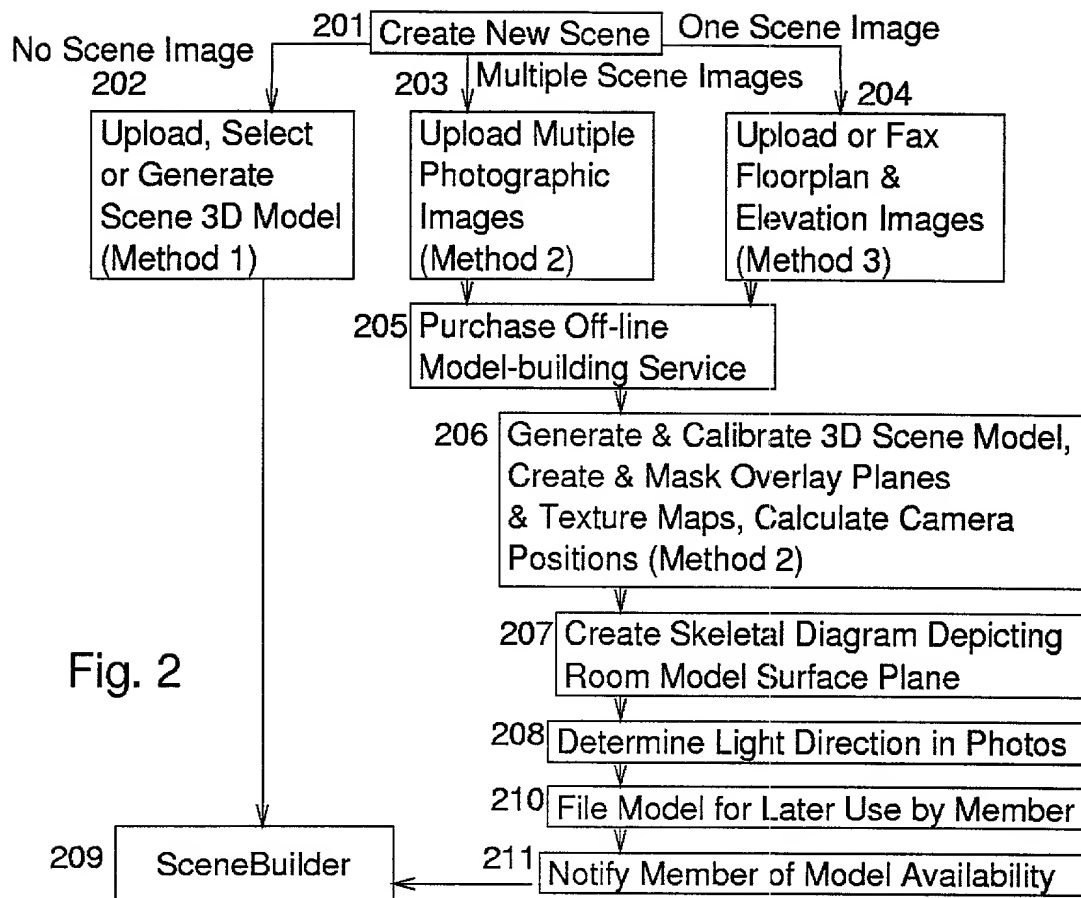 201 Create New Scene
No Scene Image
One Scene Image
Multiple Scene Images
202
Upload, Select
or Generate
Scene 3D Model
(Method 1)
203
Upload Mutiple
Photographic
Images
(Method 2)
204
Upload or Fax
Floorplan &
Elevation Images
(Method 3)
205 Purchase Off-line
Model-building Service
206 Generate & Calibrate 3D Scene Model,
Create & Mask Overlay Planes
& Texture Maps, Calculate Camera
Positions (Method 2)
207 Create Skeletal Diagram Depicting
Room Model Surface Plane
Fig. 2
208 Determine Light Direction in Photos
210 File Model for Later Use by Member
211 Notify Member of Model Availability
209 SceneBuilder